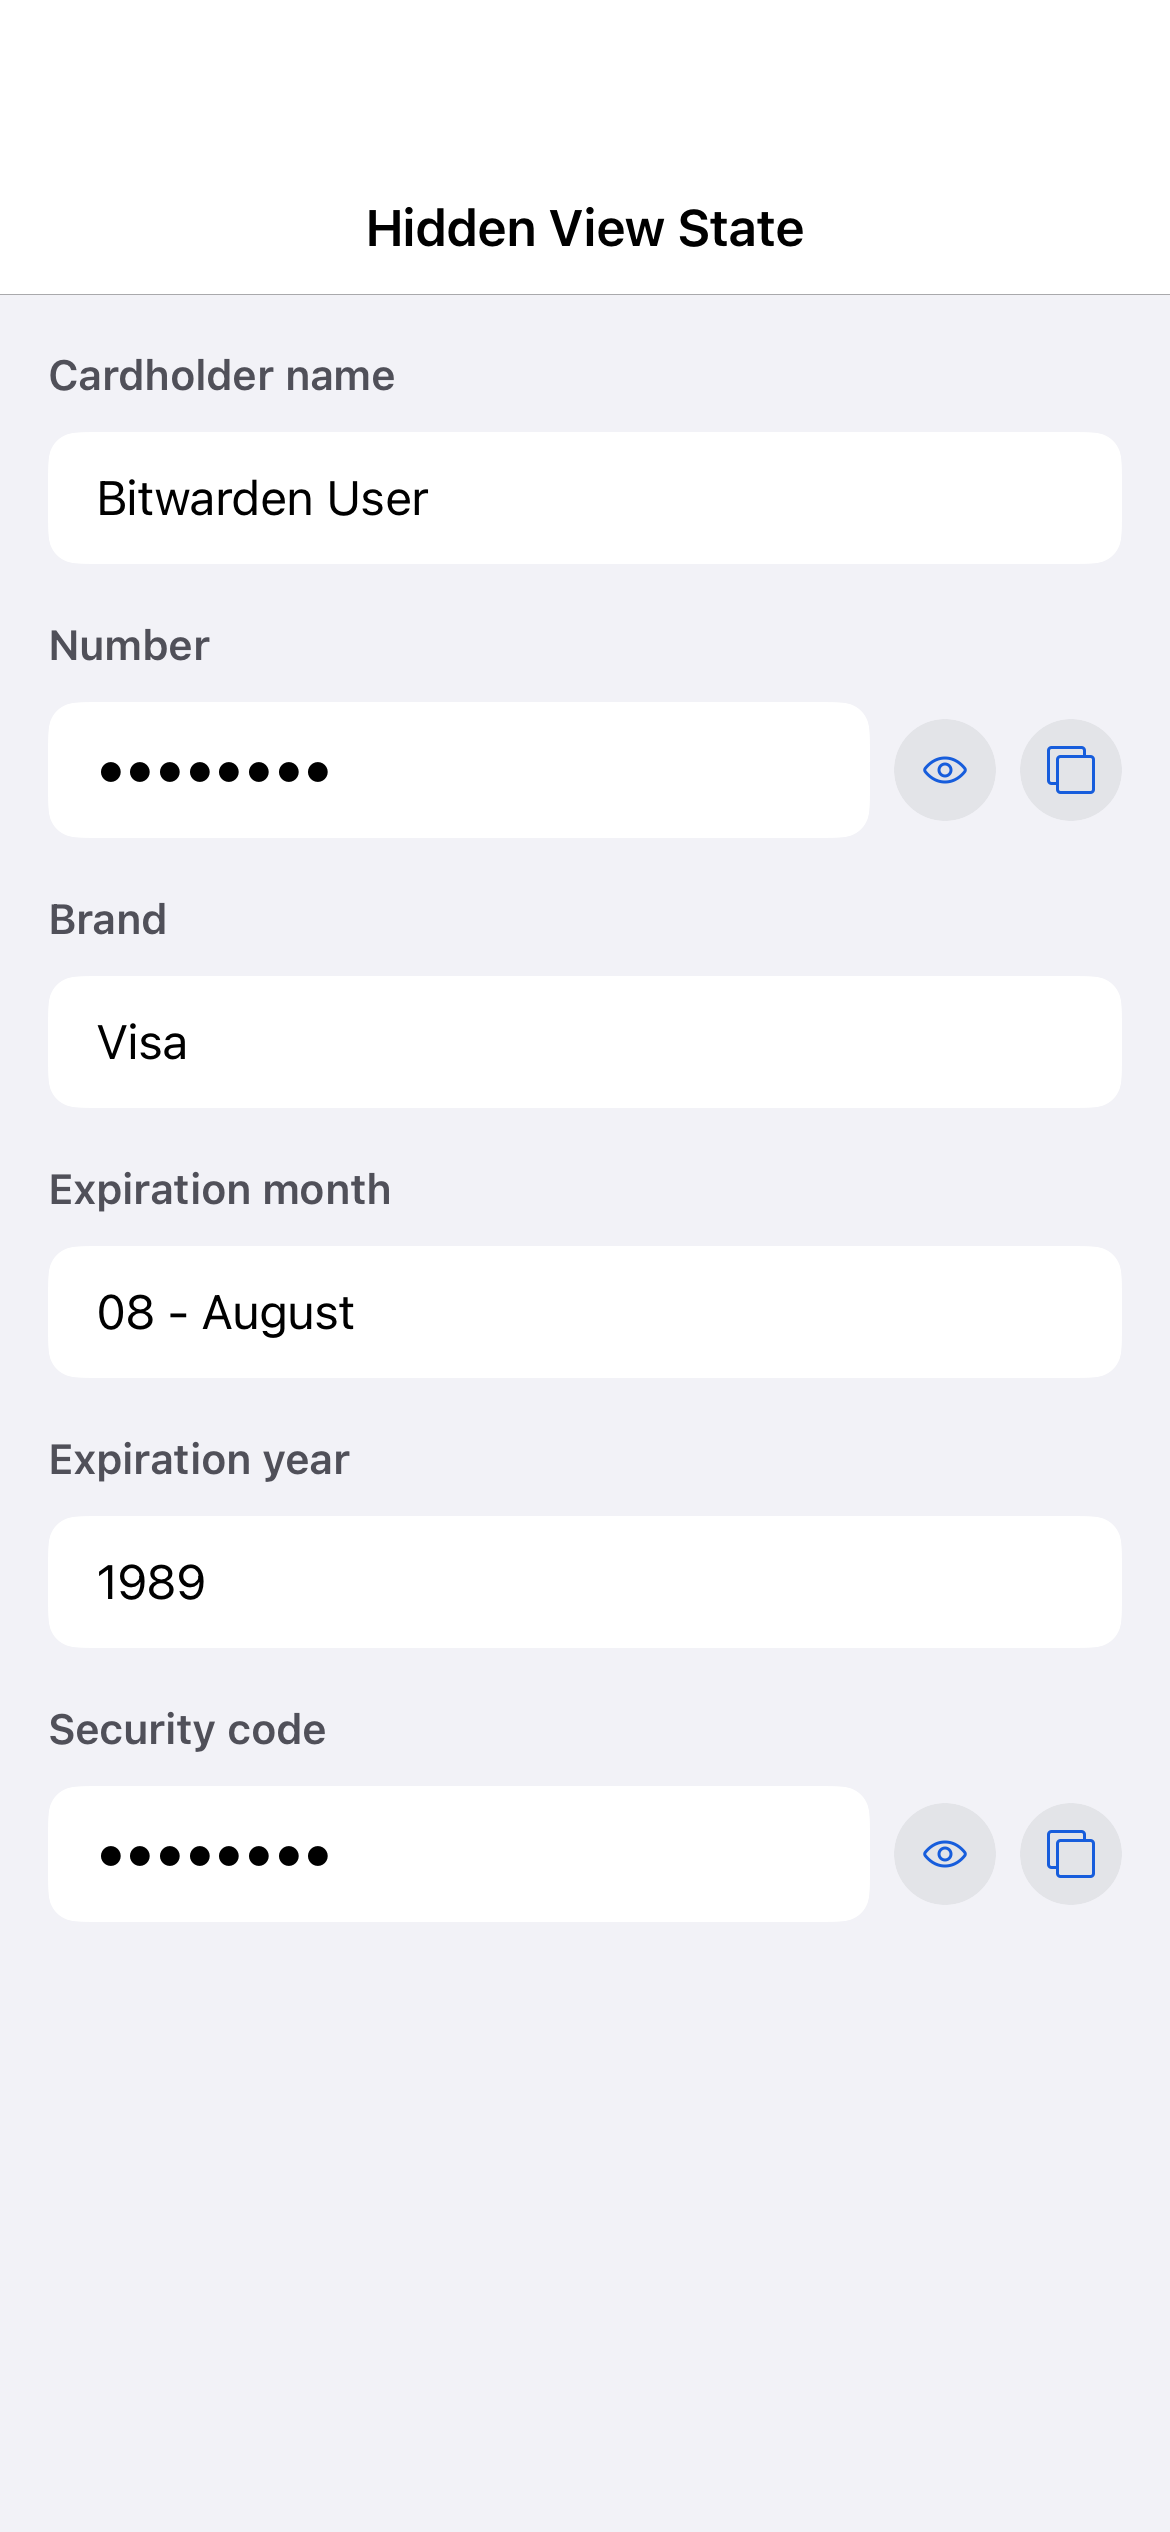 Hidden View State
Cardholder name
Bitwarden User
Number
●●●●●●●●
Brand
Visa
Expiration month
08 - August
Expiration year
1989
Security code
●●●●●●●●